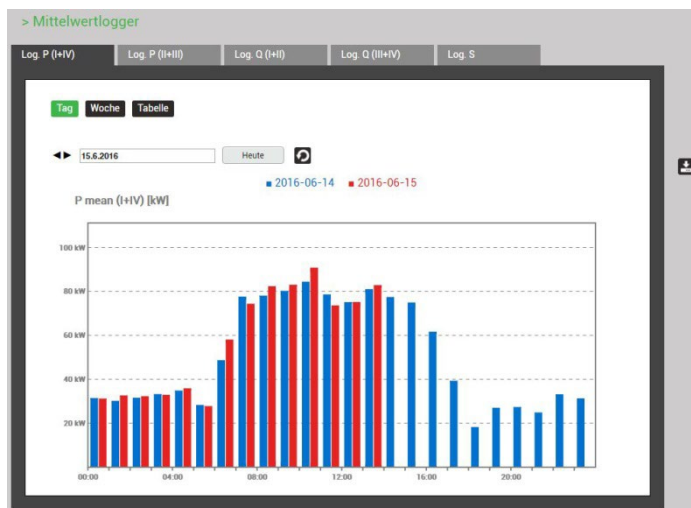 > Mittelwertlogger
Log. P (I+IV) Log. P (II+III) Log. Q (I+II) Log. Q (III+IV) Log. S
Tag Woche Tabelle
15.6.2016 Heute
2016-06-14 2016-06-15
P mean (I+IV) [kW]
100 kW
80 kW
60 kW
40 kW
20 kW
00:00 04:00 08:00 12:00 16:00 20:00